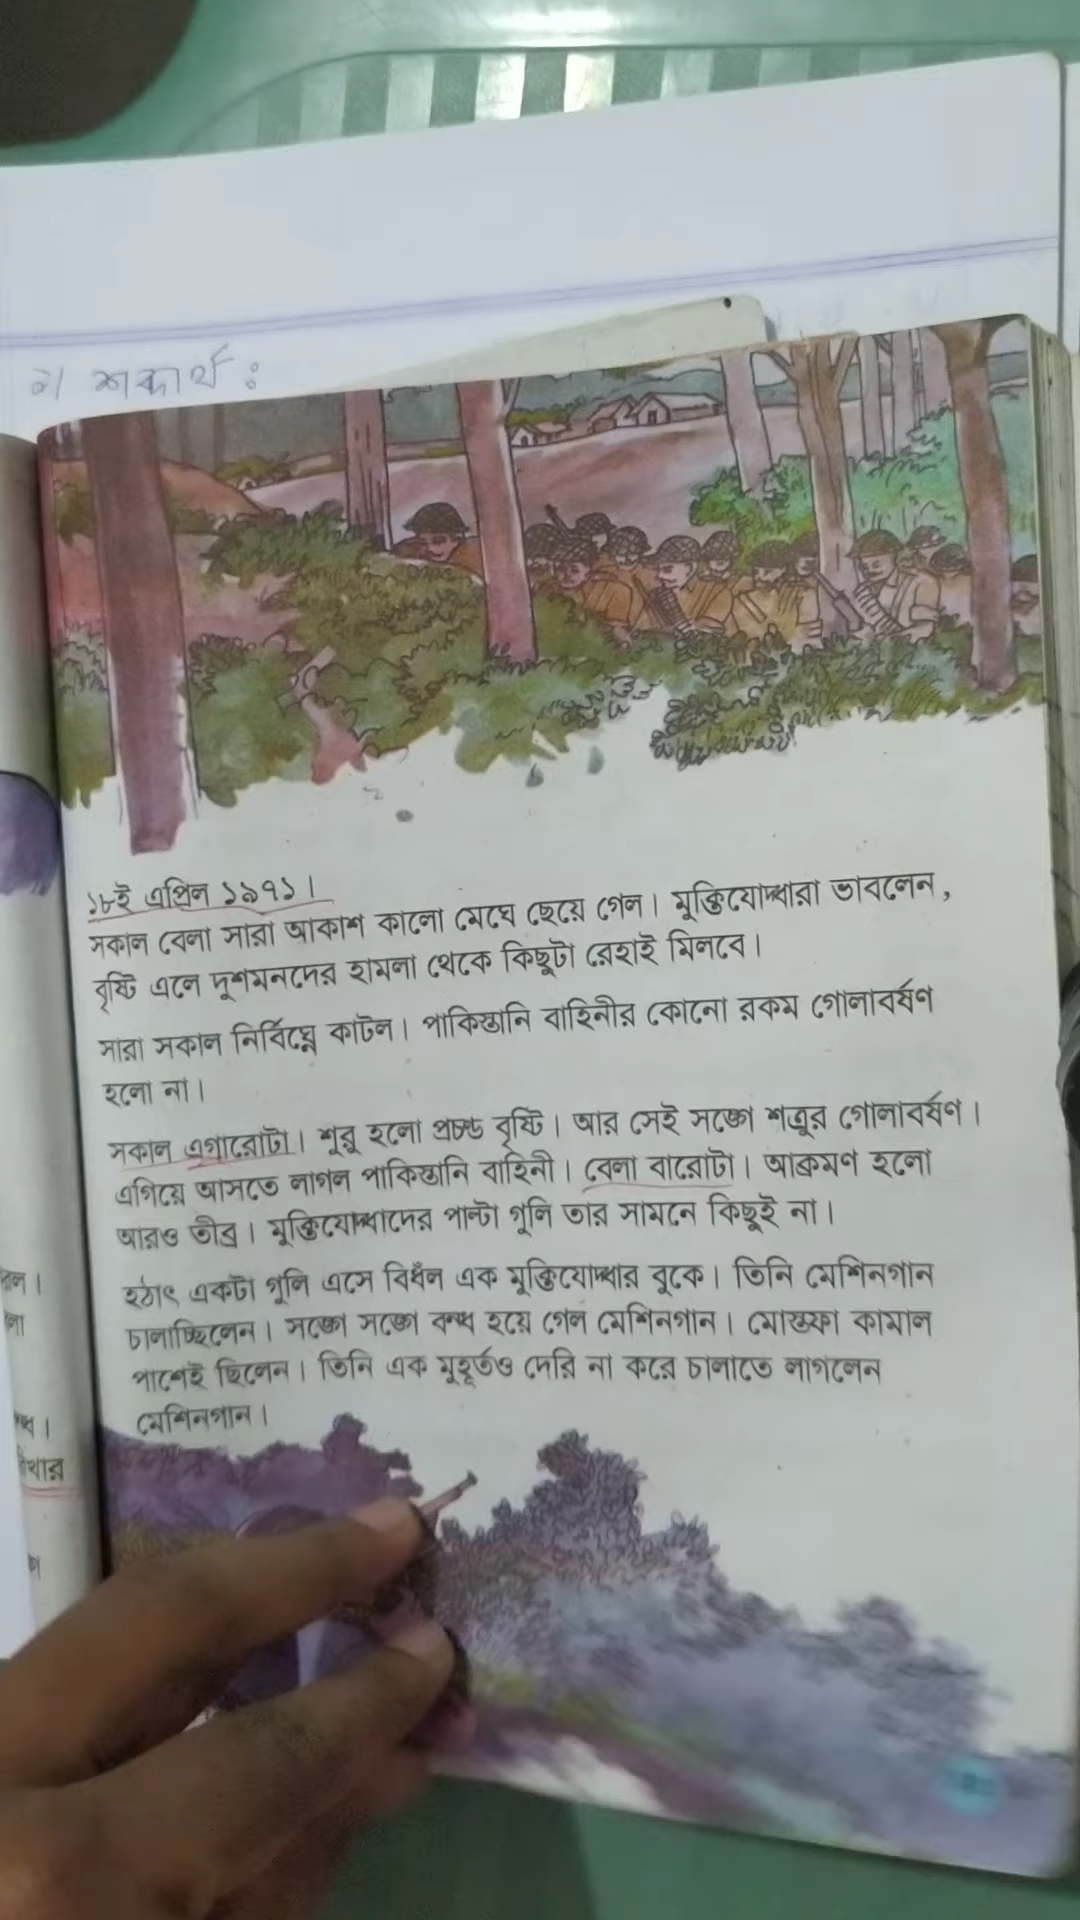 ২। শব্দার্থ :
১৮ই এপ্রিল ১৯৭১।
সকাল বেলা সারা আকাশ কালো মেঘে ছেয়ে গেল। মুক্তিযোদ্ধারা ভাবলেন,
বৃষ্টি এলে দুশমনদের হামলা থেকে কিছুটা রেহাই মিলবে।
সারা সকাল নির্বিঘ্নে কাটল। পাকিস্তানি বাহিনীর কোনো রকম গোলাবর্ষণ
হলো না।
সকাল এগারোটা। শুরু হলো প্রচণ্ড বৃষ্টি। আর সেই সঙ্গে শত্রুর গোলাবর্ষণ।
এগিয়ে আসতে লাগল পাকিস্তানি বাহিনী। বেলা বারোটা। আক্রমণ হলো
আরও তীব্র। মুক্তিযোদ্ধাদের পাল্টা গুলি তার সামনে কিছুই না।
হঠাৎ একটা গুলি এসে বিঁধল এক মুক্তিযোদ্ধার বুকে। তিনি মেশিনগান
চালাচ্ছিলেন। সঙ্গে সঙ্গে বন্ধ হয়ে গেল মেশিনগান। মোস্তফা কামাল
পাশেই ছিলেন। তিনি এক মুহূর্তও দেরি না করে চালাতে লাগলেন
মেশিনগান।